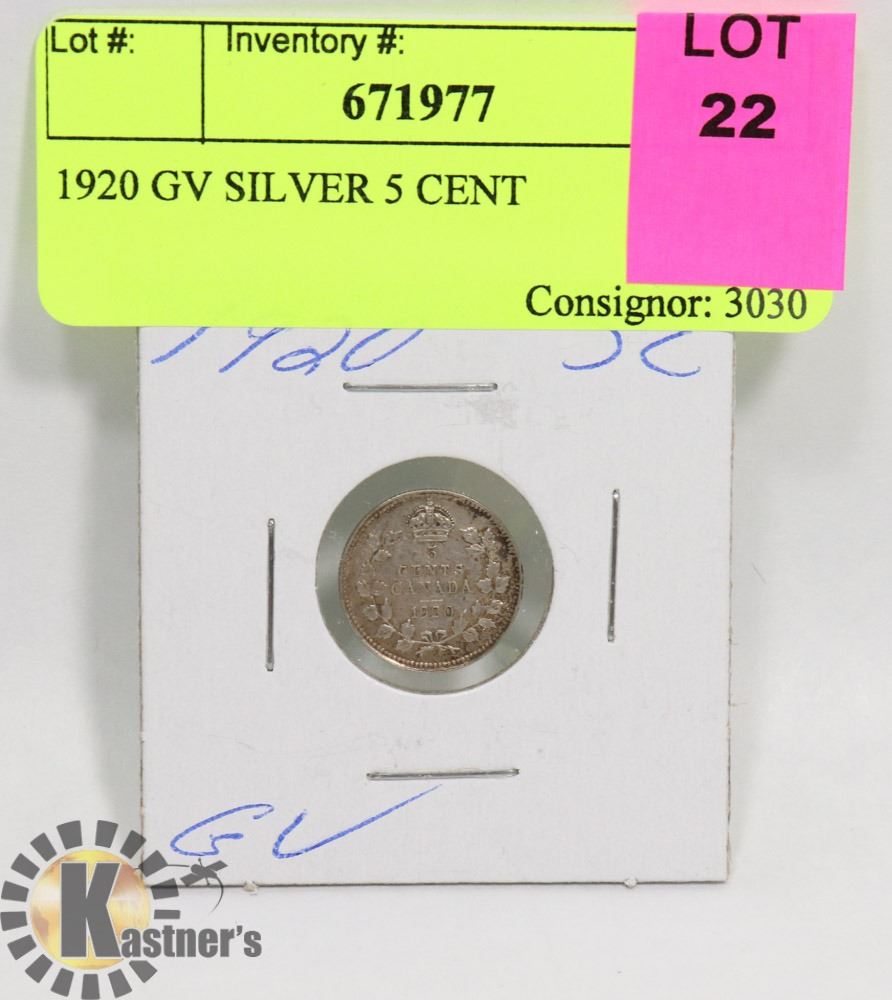 Lot #:
Inventory #:
LOT
671977
22
1920 GV SILVER 5 CENT
Consignor: 3030
1920 5C
5
CENTS
CANADA
1920
GV
Kastner's